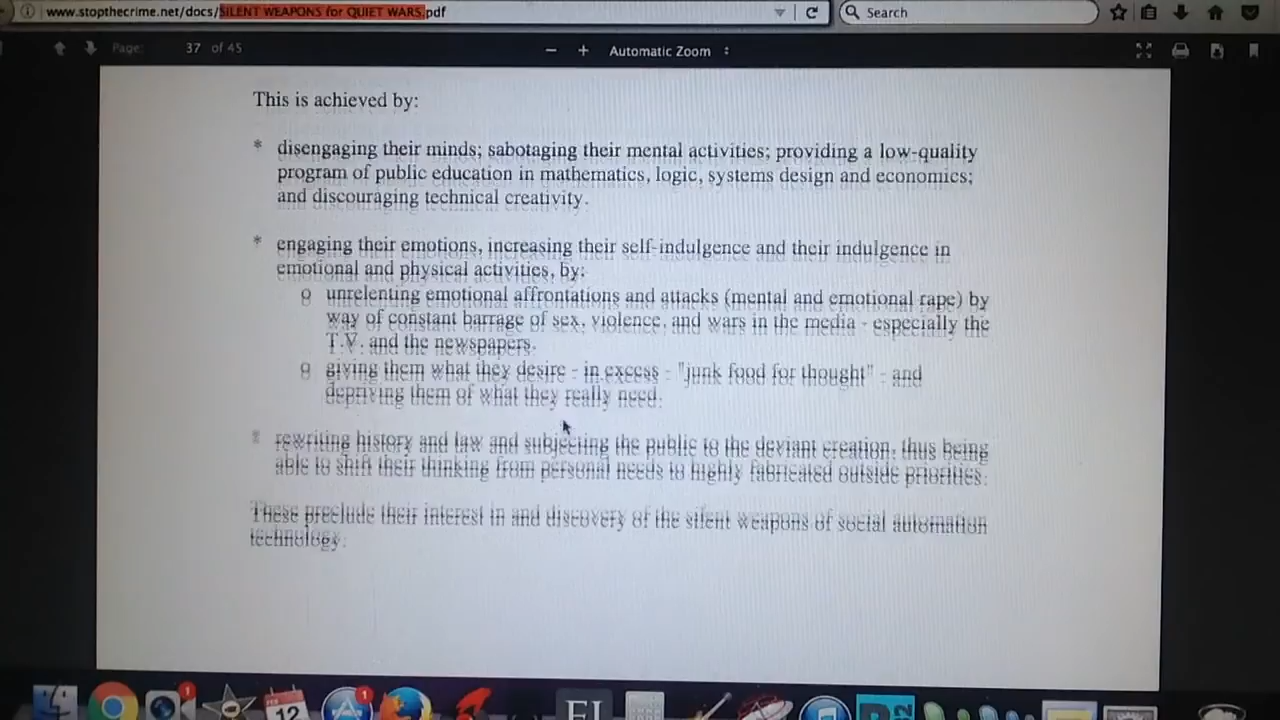 www.stopthecrime.net/docs/SILENT WEAPONS for QUIET WARS.pdf
Search
Page: 37 of 45
Automatic Zoom
This is achieved by:
* disengaging their minds; sabotaging their mental activities; providing a low-quality
program of public education in mathematics, logic, systems design and economics;
and discouraging technical creativity.
* engaging their emotions, increasing their self-indulgence and their indulgence in
emotional and physical activities, by:
o unrelenting emotional affrontations and attacks (mental and emotional rape) by
way of constant barrage of sex, violence, and wars in the media - especially the
T.V. and the newspapers.
o giving them what they desire - in excess - "junk food for thought" - and
depriving them of what they really need.
* rewriting history and law and subjecting the public to the deviant creation, thus being
able to shift their thinking from personal needs to highly fabricated outside priorities.
These preclude their interest in and discovery of the silent weapons of social automation
technology.
1
1
12